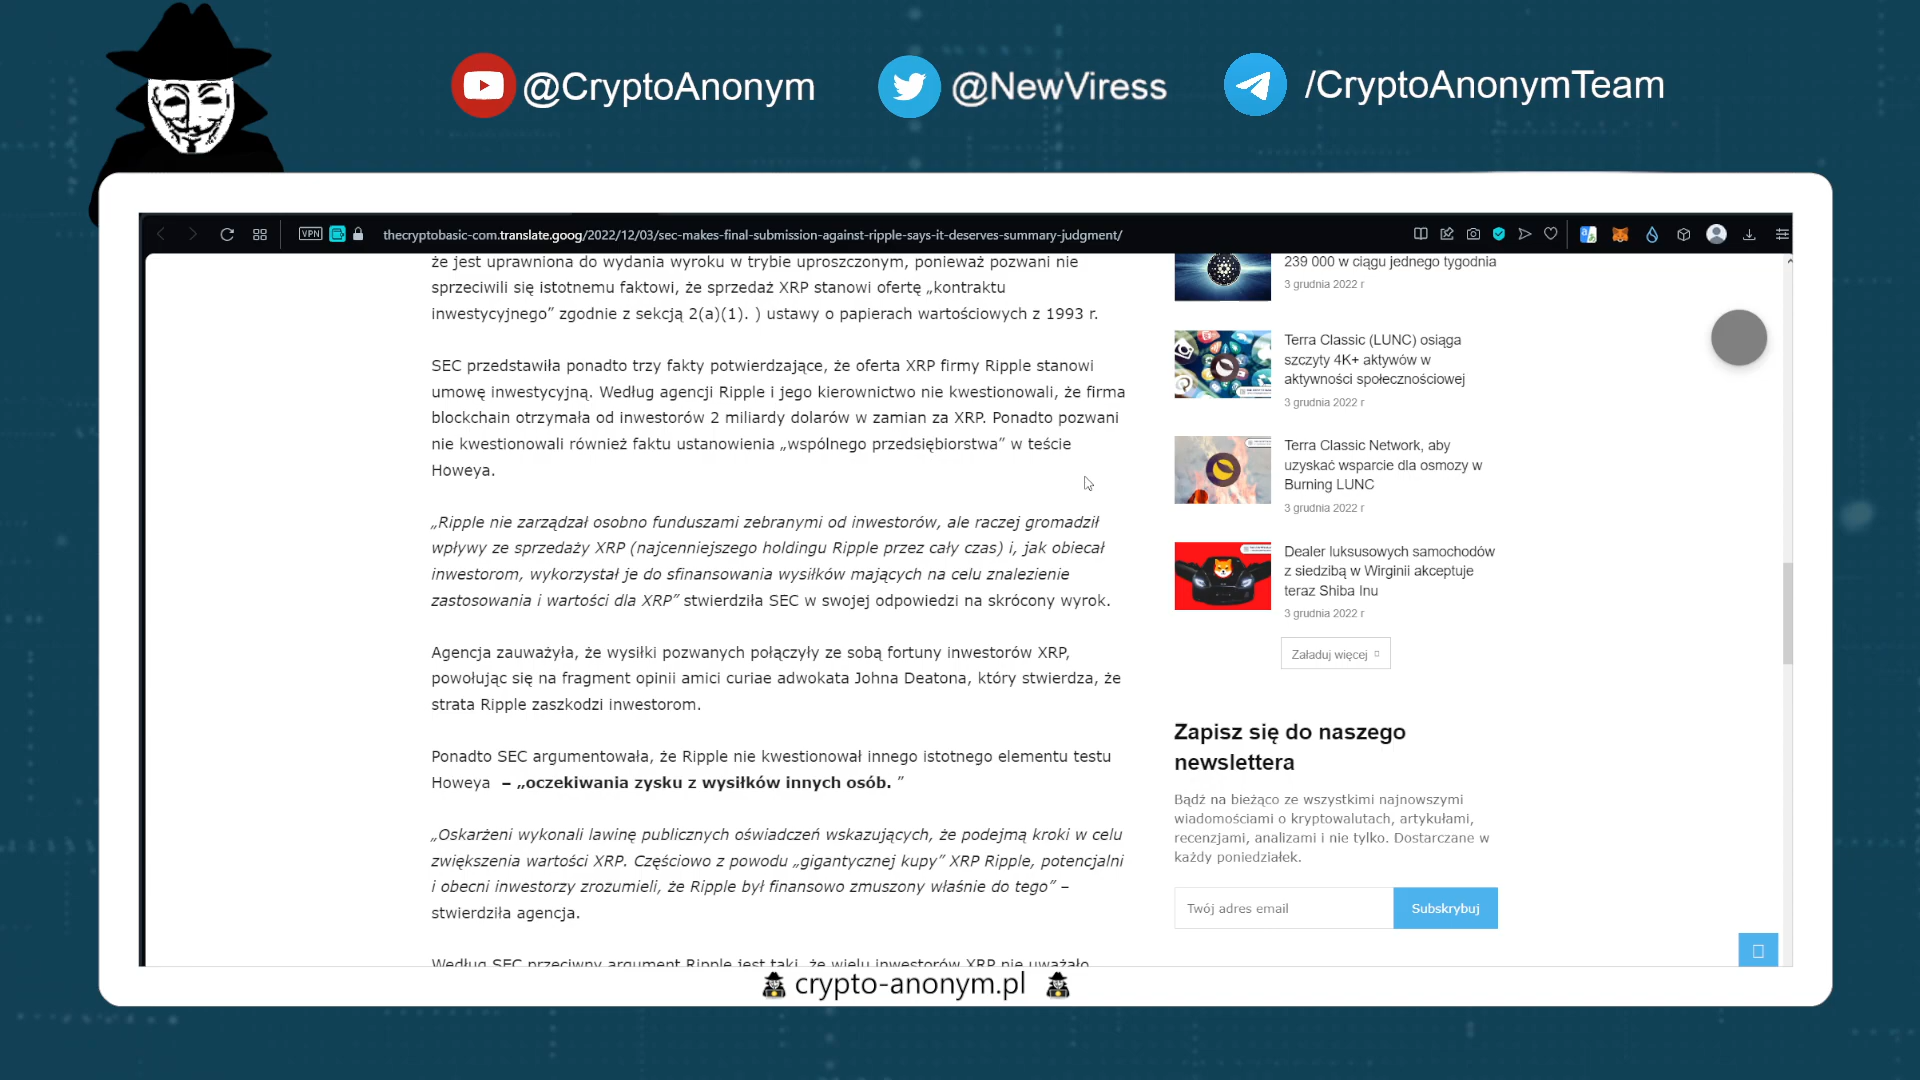 @CryptoAnonym
@NewViress
/CryptoAnonymTeam
VPN
thecryptobasic-com.translate.goog/2022/12/03/sec-makes-final-submission-against-ripple-says-it-deserves-summary-judgment/
że jest uprawniona do wydania wyroku w trybie uproszczonym, ponieważ pozwani nie
sprzeciwili się istotnemu faktowi, że sprzedaż XRP stanowi ofertę „kontraktu
inwestycyjnego” zgodnie z sekcją 2(a)(1). ) ustawy o papierach wartościowych z 1993 r.
SEC przedstawiła ponadto trzy fakty potwierdzające, że oferta XRP firmy Ripple stanowi
umowę inwestycyjną. Według agencji Ripple i jego kierownictwo nie kwestionowali, że firma
blockchain otrzymała od inwestorów 2 miliardy dolarów w zamian za XRP. Ponadto pozwani
nie kwestionowali również faktu ustanowienia „wspólnego przedsiębiorstwa” w teście
Howeya.
„Ripple nie zarządzał osobno funduszami zebranymi od inwestorów, ale raczej gromadził
wpływy ze sprzedaży XRP (najcenniejszego holdingu Ripple przez cały czas) i, jak obiecał
inwestorom, wykorzystał je do sfinansowania wysiłków mających na celu znalezienie
zastosowania i wartości dla XRP” stwierdziła SEC w swojej odpowiedzi na skrócony wyrok.
Agencja zauważyła, że wysiłki pozwanych połączyły ze sobą fortuny inwestorów XRP,
powołując się na fragment opinii amici curiae adwokata Johna Deatona, który stwierdza, że
strata Ripple zaszkodzi inwestorom.
Ponadto SEC argumentowała, że Ripple nie kwestionował innego istotnego elementu testu
Howeya – „oczekiwania zysku z wysiłków innych osób. ”
„Oskarżeni wykonali lawinę publicznych oświadczeń wskazujących, że podejmą kroki w celu
zwiększenia wartości XRP. Częściowo z powodu „gigantycznej kupy” XRP Ripple, potencjalni
i obecni inwestorzy zrozumieli, że Ripple był finansowo zmuszony właśnie do tego” –
stwierdziła agencja.
Według SEC przeciwny argument Ripple jest taki, że wielu inwestorów XRP nie uważało
239 000 w ciągu jednego tygodnia
3 grudnia 2022 r
Terra Classic (LUNC) osiąga
szczyty 4K+ aktywów w
aktywności społecznościowej
3 grudnia 2022 r
Terra Classic Network, aby
uzyskać wsparcie dla osmozy w
Burning LUNC
3 grudnia 2022 r
Dealer luksusowych samochodów
z siedzibą w Wirginii akceptuje
teraz Shiba Inu
3 grudnia 2022 r
Załaduj więcej
Zapisz się do naszego
newslettera
Bądź na bieżąco ze wszystkimi najnowszymi
wiadomościami o kryptowalutach, artykułami,
recenzjami, analizami i nie tylko. Dostarczane w
każdy poniedziałek.
Twój adres email
Subskrybuj
crypto-anonym.pl